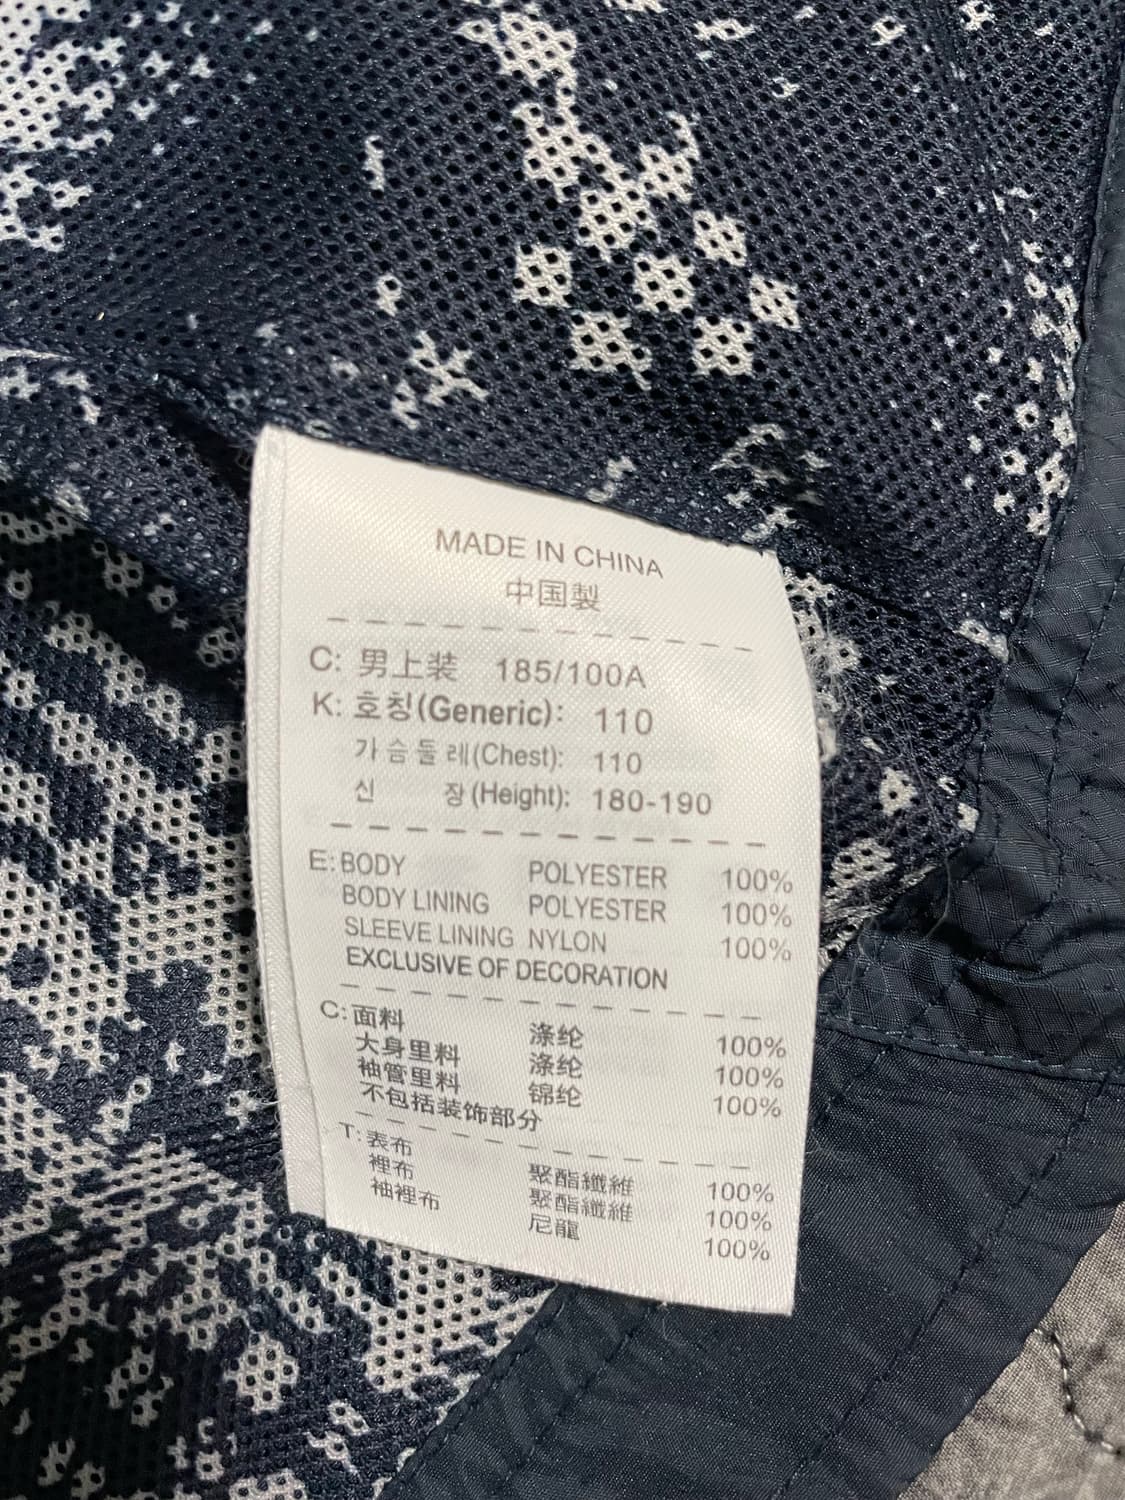 MADE IN CHINA
中国製
C: 男上装 185/100A
K: 호칭(Generic): 110
가슴둘레(Chest): 110
신 장(Height): 180-190
E: BODY POLYESTER 100%
BODY LINING POLYESTER 100%
SLEEVE LINING NYLON 100%
EXCLUSIVE OF DECORATION
C: 面料 涤纶 100%
大身里料 涤纶 100%
袖管里料 锦纶 100%
不包括装饰部分
T: 表布 聚酯纖維 100%
裡布 聚酯纖維 100%
袖裡布 尼龍 100%